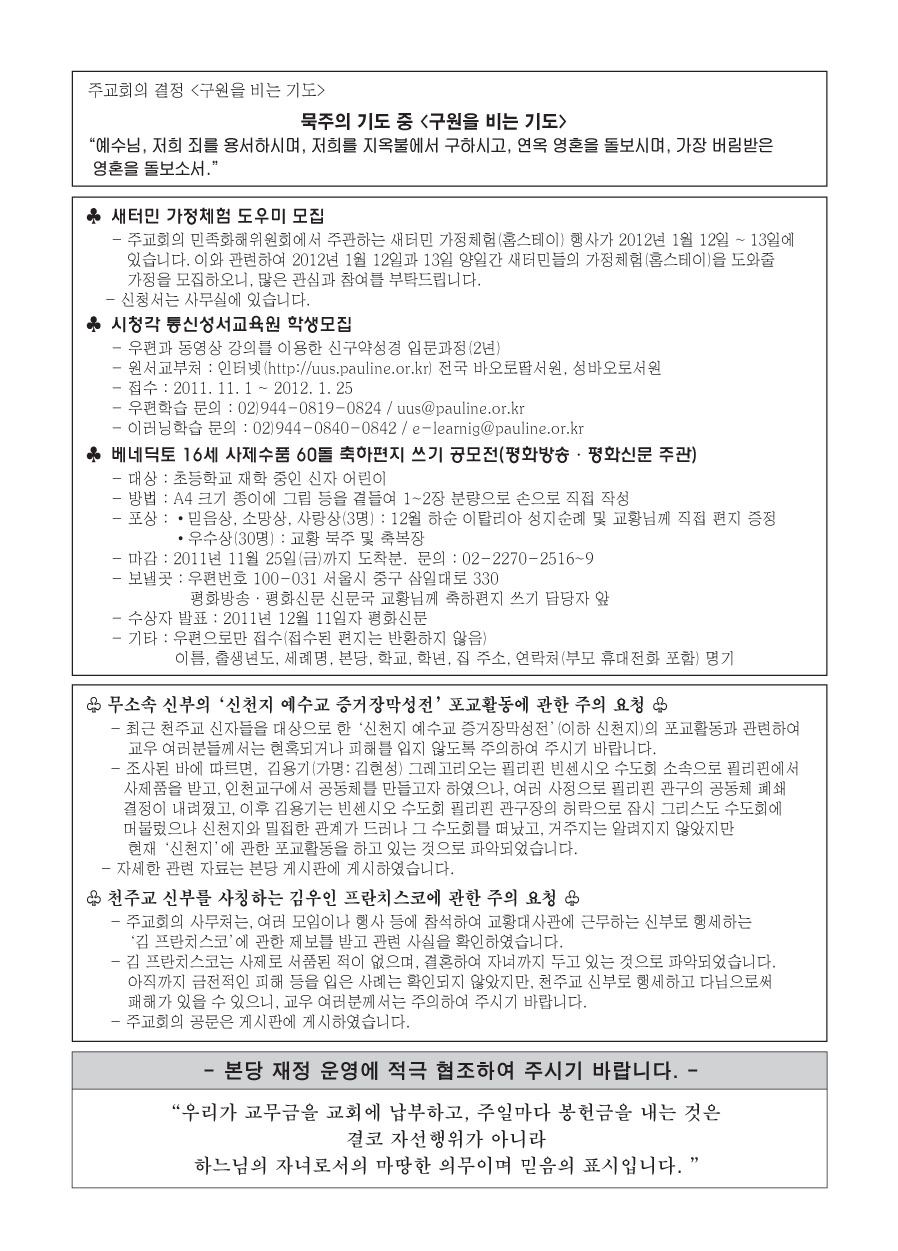 주교회의 결정 <구원을 비는 기도>
묵주의 기도 중 <구원을 비는 기도>
“예수님, 저희 죄를 용서하시며, 저희를 지옥불에서 구하시고, 연옥 영혼을 돌보시며, 가장 버림받은
영혼을 돌보소서.”
♣ 새터민 가정체험 도우미 모집
- 주교회의 민족화해위원회에서 주관하는 새터민 가정체험(홈스테이) 행사가 2012년 1월 12일 ~ 13일에
있습니다. 이와 관련하여 2012년 1월 12일과 13일 양일간 새터민들의 가정체험(홈스테이)을 도와줄
가정을 모집하오니, 많은 관심과 참여를 부탁드립니다.
- 신청서는 사무실에 있습니다.
♣ 시청각 통신성서교육원 학생모집
- 우편과 동영상 강의를 이용한 신구약성경 입문과정(2년)
- 원서교부처 : 인터넷(http://uus.pauline.or.kr) 전국 바오로딸서원, 성바오로서원
- 접수 : 2011. 11. 1 ~ 2012. 1. 25
- 우편학습 문의 : 02)944-0819-0824 / uus@pauline.or.kr
- 이러닝학습 문의 : 02)944-0840-0842 / e-learnig@pauline.or.kr
♣ 베네딕토 16세 사제수품 60돌 축하편지 쓰기 공모전(평화방송 · 평화신문 주관)
- 대상 : 초등학교 재학 중인 신자 어린이
- 방법 : A4 크기 종이에 그림 등을 곁들여 1~2장 분량으로 손으로 직접 작성
- 포상 : • 믿음상, 소망상, 사랑상(3명) : 12월 하순 이탈리아 성지순례 및 교황님께 직접 편지 증정
• 우수상(30명) : 교황 묵주 및 축복장
- 마감 : 2011년 11월 25일(금)까지 도착분. 문의 : 02-2270-2516~9
- 보낼곳 : 우편번호 100-031 서울시 중구 삼일대로 330
평화방송 · 평화신문 신문국 교황님께 축하편지 쓰기 담당자 앞
- 수상자 발표 : 2011년 12월 11일자 평화신문
- 기타 : 우편으로만 접수(접수된 편지는 반환하지 않음)
이름, 출생년도, 세례명, 본당, 학교, 학년, 집 주소, 연락처(부모 휴대전화 포함) 명기
♧ 무소속 신부의 ‘신천지 예수교 증거장막성전’ 포교활동에 관한 주의 요청 ♧
- 최근 천주교 신자들을 대상으로 한 ‘신천지 예수교 증거장막성전’(이하 신천지)의 포교활동과 관련하여
교우 여러분들께서는 현혹되거나 피해를 입지 않도록 주의하여 주시기 바랍니다.
- 조사된 바에 따르면, 김용기(가명: 김현성) 그레고리오는 필리핀 빈센시오 수도회 소속으로 필리핀에서
사제품을 받고, 인천교구에서 공동체를 만들고자 하였으나, 여러 사정으로 필리핀 관구의 공동체 폐쇄
결정이 내려졌고, 이후 김용기는 빈센시오 수도회 필리핀 관구장의 허락으로 잠시 그리스도 수도회에
머물렀으나 신천지와 밀접한 관계가 드러나 그 수도회를 떠났고, 거주지는 알려지지 않았지만
현재 ‘신천지’에 관한 포교활동을 하고 있는 것으로 파악되었습니다.
- 자세한 관련 자료는 본당 게시판에 게시하였습니다.
♧ 천주교 신부를 사칭하는 김우인 프란치스코에 관한 주의 요청 ♧
- 주교회의 사무처는, 여러 모임이나 행사 등에 참석하여 교황대사관에 근무하는 신부로 행세하는
‘김 프란치스코’에 관한 제보를 받고 관련 사실을 확인하였습니다.
- 김 프란치스코는 사제로 서품된 적이 없으며, 결혼하여 자녀까지 두고 있는 것으로 파악되었습니다.
아직까지 금전적인 피해 등을 입은 사례는 확인되지 않았지만, 천주교 신부로 행세하고 다님으로써
패해가 있을 수 있으니, 교우 여러분께서는 주의하여 주시기 바랍니다.
- 주교회의 공문은 게시판에 게시하였습니다.
- 본당 재정 운영에 적극 협조하여 주시기 바랍니다. -
“우리가 교무금을 교회에 납부하고, 주일마다 봉헌금을 내는 것은
결코 자선행위가 아니라
하느님의 자녀로서의 마땅한 의무이며 믿음의 표시입니다. ”